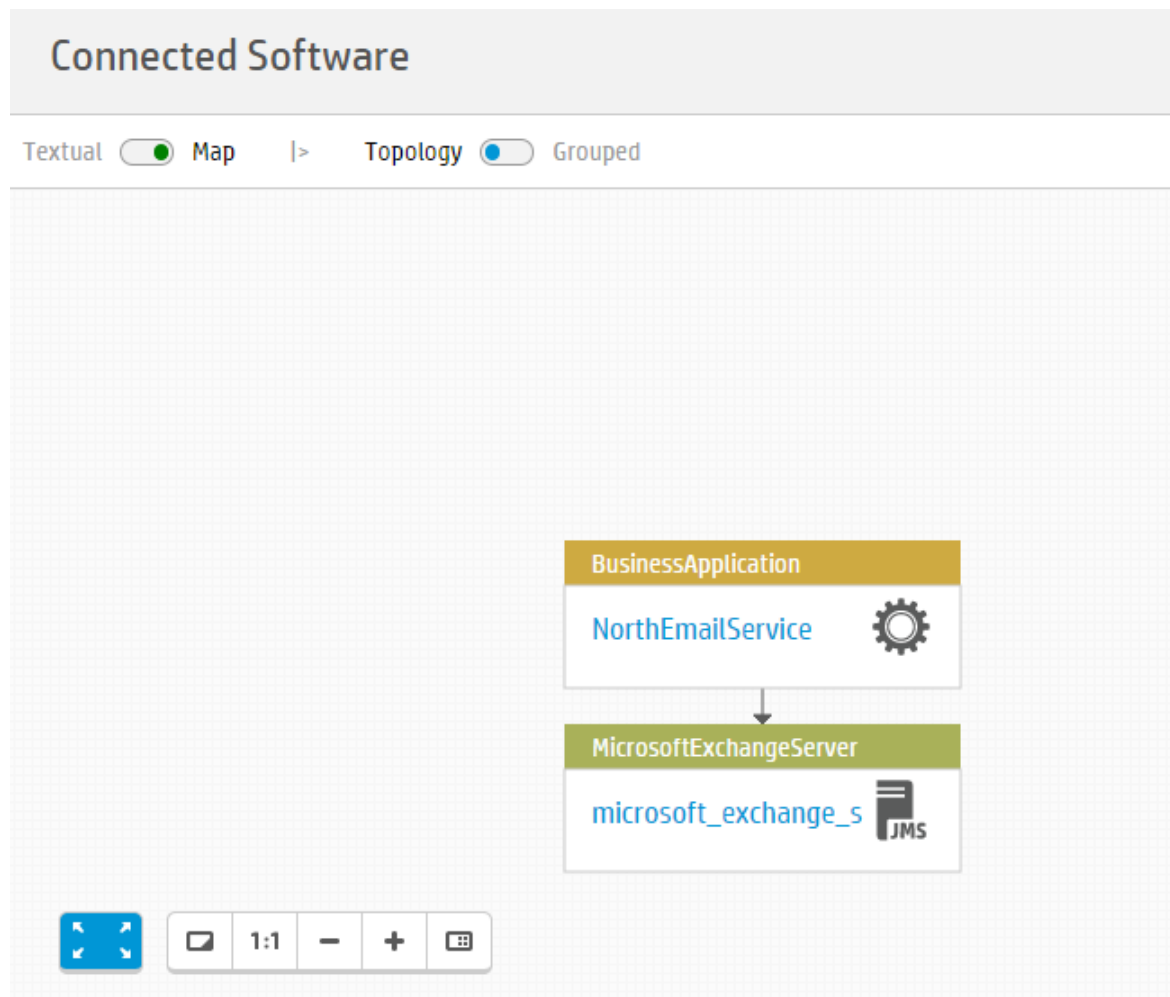 Connected Software
Textual Map |> Topology Grouped
BusinessApplication
NorthEmailService
MicrosoftExchangeServer
microsoft_exchange_s
JMS
1:1